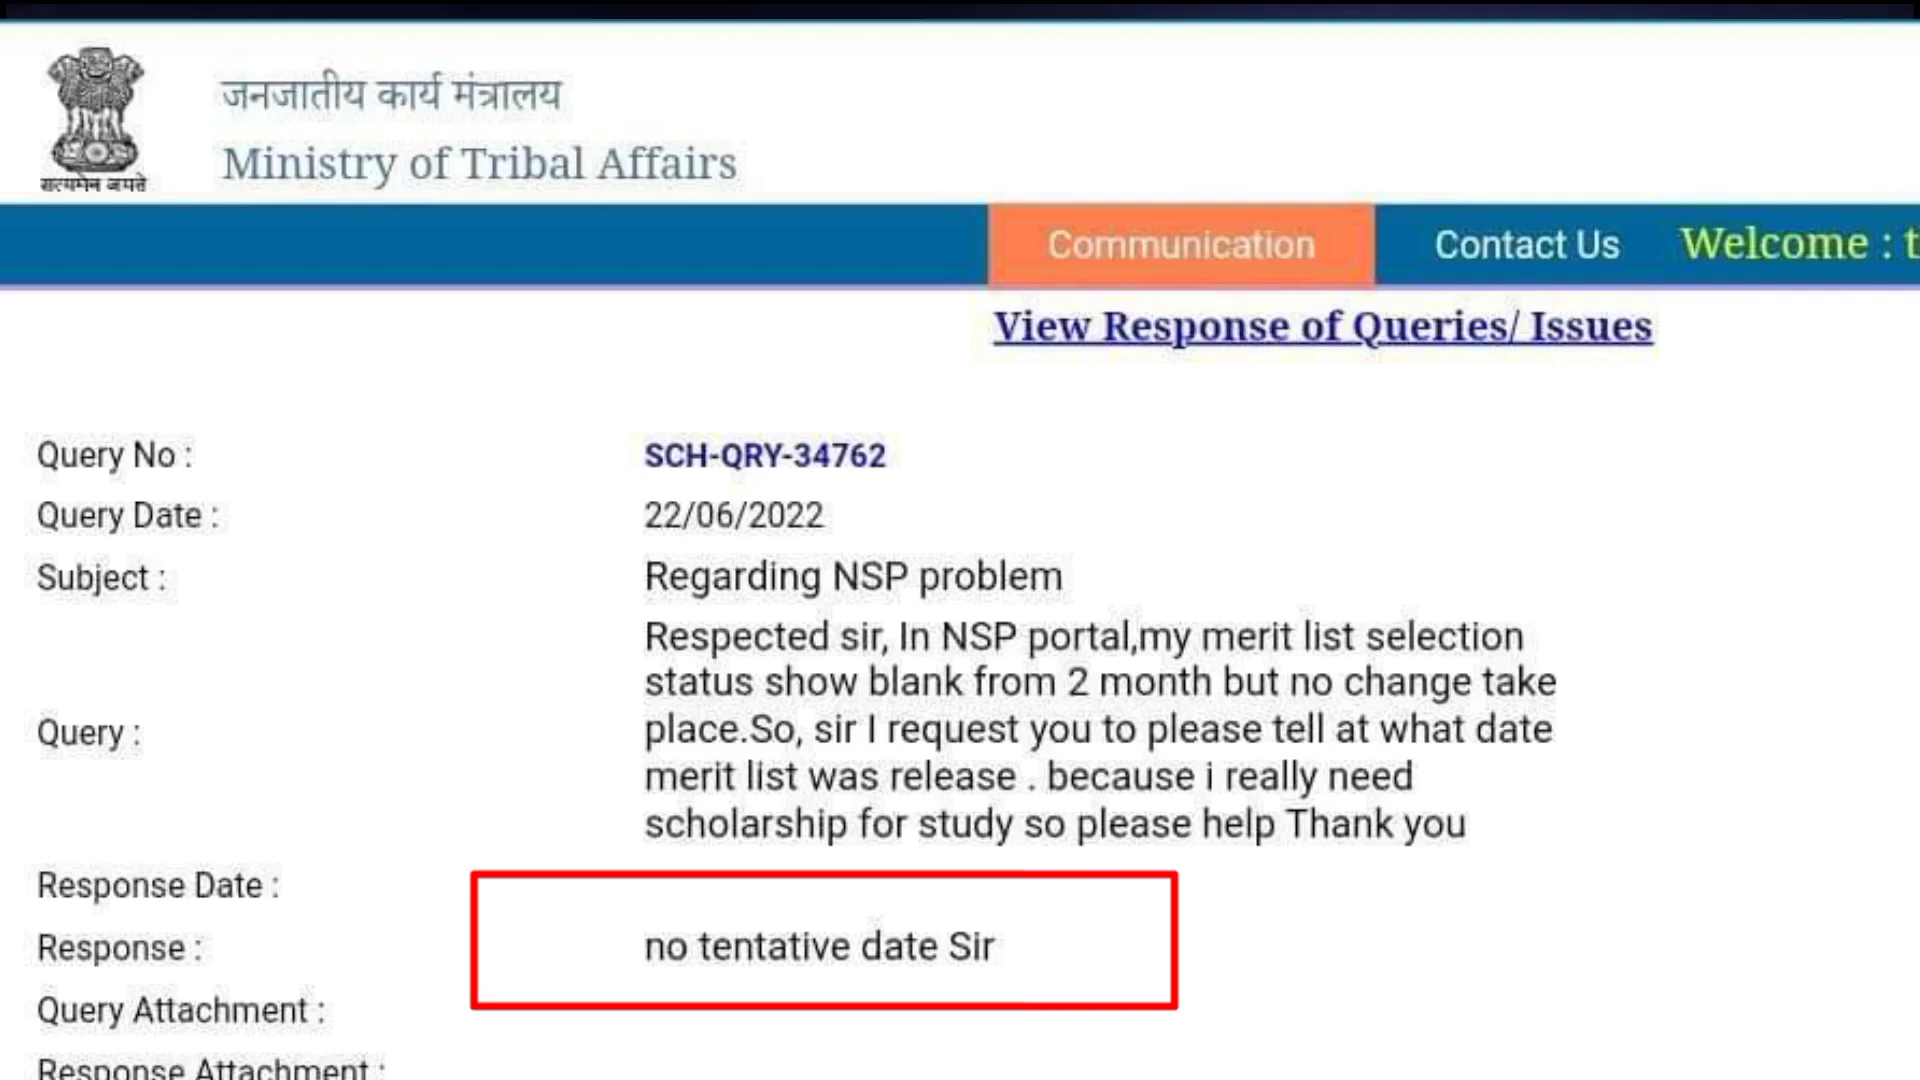 जनजातीय कार्य मंत्रालय
Ministry of Tribal Affairs
सत्यमेव जयते
Communication Contact Us Welcome : t
View Response of Queries/ Issues
Query No : SCH-QRY-34762
Query Date : 22/06/2022
Subject : Regarding NSP problem
Query : Respected sir, In NSP portal,my merit list selection
status show blank from 2 month but no change take
place.So, sir I request you to please tell at what date
merit list was release . because i really need
scholarship for study so please help Thank you
Response Date :
Response : no tentative date Sir
Query Attachment :
Response Attachment :